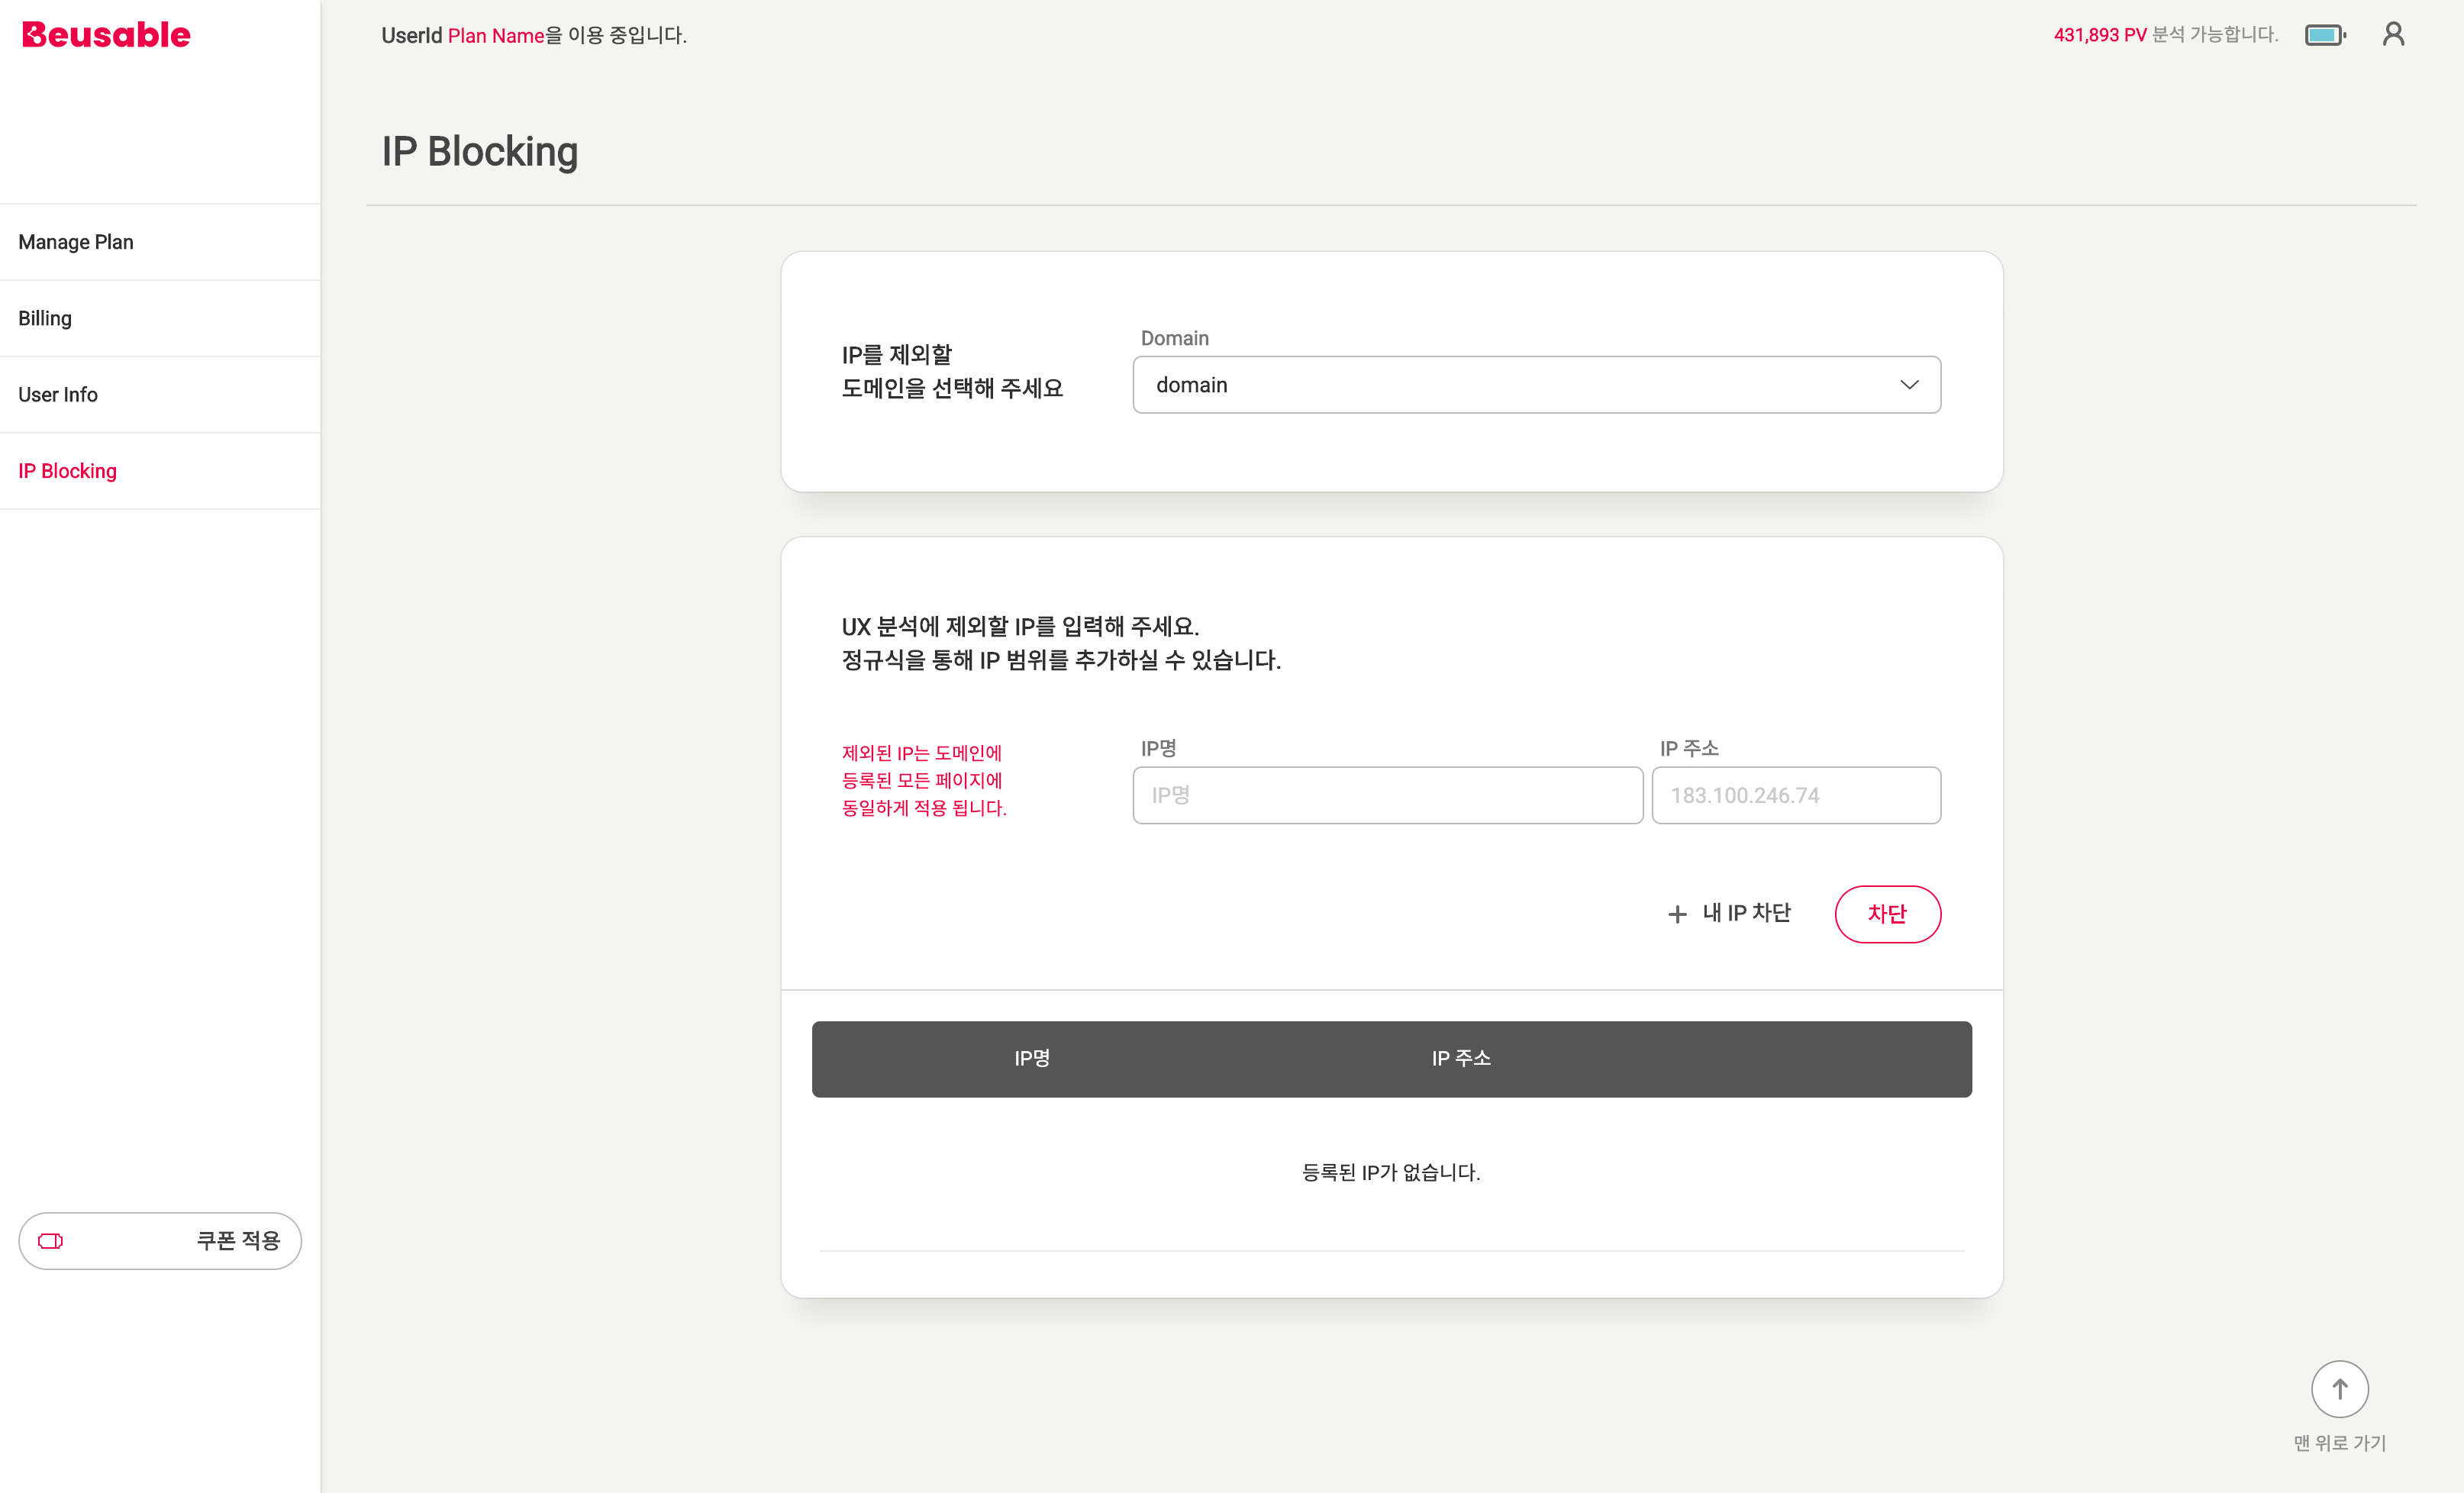 Beusable
UserId Plan Name을 이용 중입니다.
431,893 PV 분석 가능합니다.
IP Blocking
Manage Plan
Billing
User Info
IP Blocking
쿠폰 적용
IP를 제외할
도메인을 선택해 주세요
Domain
domain
UX 분석에 제외할 IP를 입력해 주세요.
정규식을 통해 IP 범위를 추가하실 수 있습니다.
제외된 IP는 도메인에
등록된 모든 페이지에
동일하게 적용 됩니다.
IP명
IP명
IP 주소
183.100.246.74
내 IP 차단
차단
IP명 IP 주소
등록된 IP가 없습니다.
맨 위로 가기